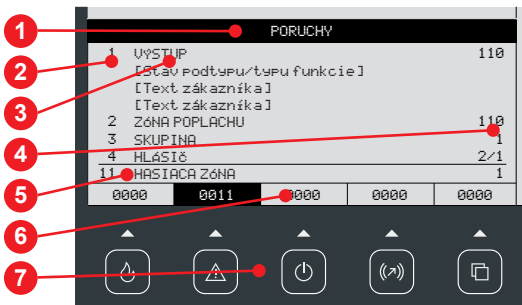 1 PORUCHY
2 1 VÝSTUP 110
[Stav podtypu/typu funkcie]
3 [Text zákazníka]
[Text zákazníka]
4 2 ZóNA POPLACHU 110
3 SKUPINA 1
4 HLáSIč 2/1
5 11 HASIACA ZóNA 1
0000 0011 0000 0000 0000
6
7